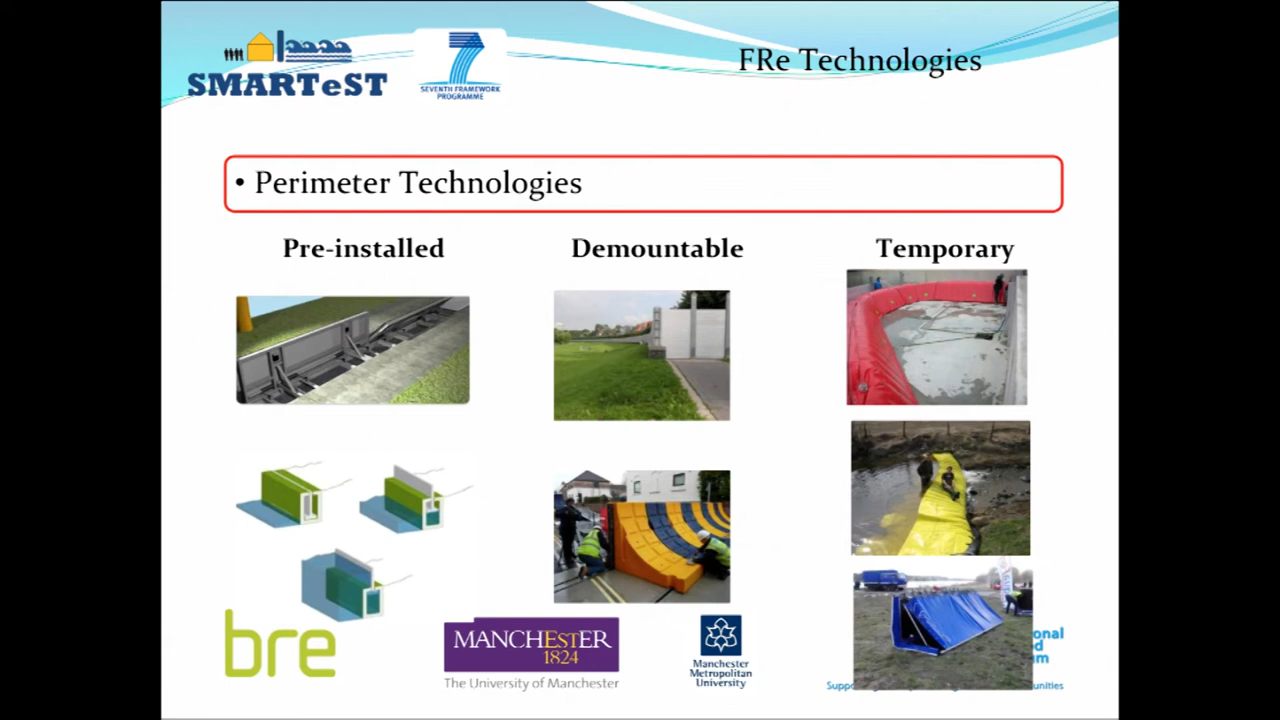 SMARTeST
7
SEVENTH FRAMEWORK
PROGRAMME
FRe Technologies
• Perimeter Technologies
Pre-installed
Demountable
Temporary
bre
MANCHESTER
1824
The University of Manchester
Manchester
Metropolitan
University